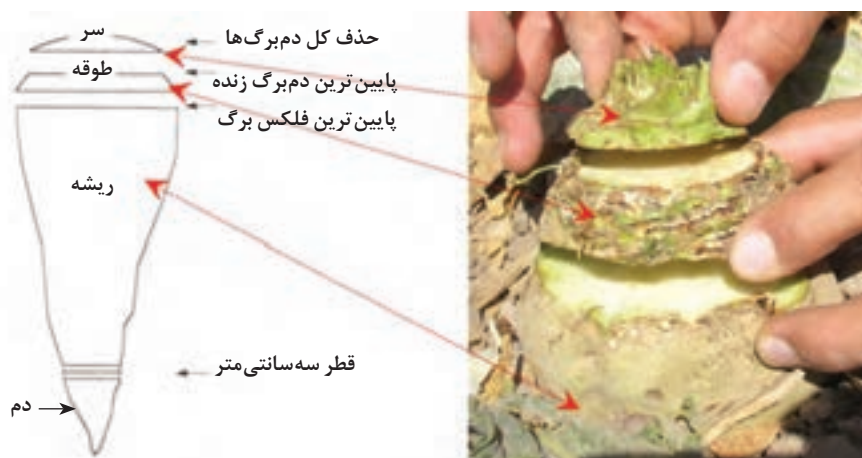 سر
حذف کل دم‌برگ‌ها
طوقه
پایین‌ترین دم‌برگ زنده
پایین‌ترین فلکس برگ
ریشه
قطر سه‌سانتی‌متر
دم